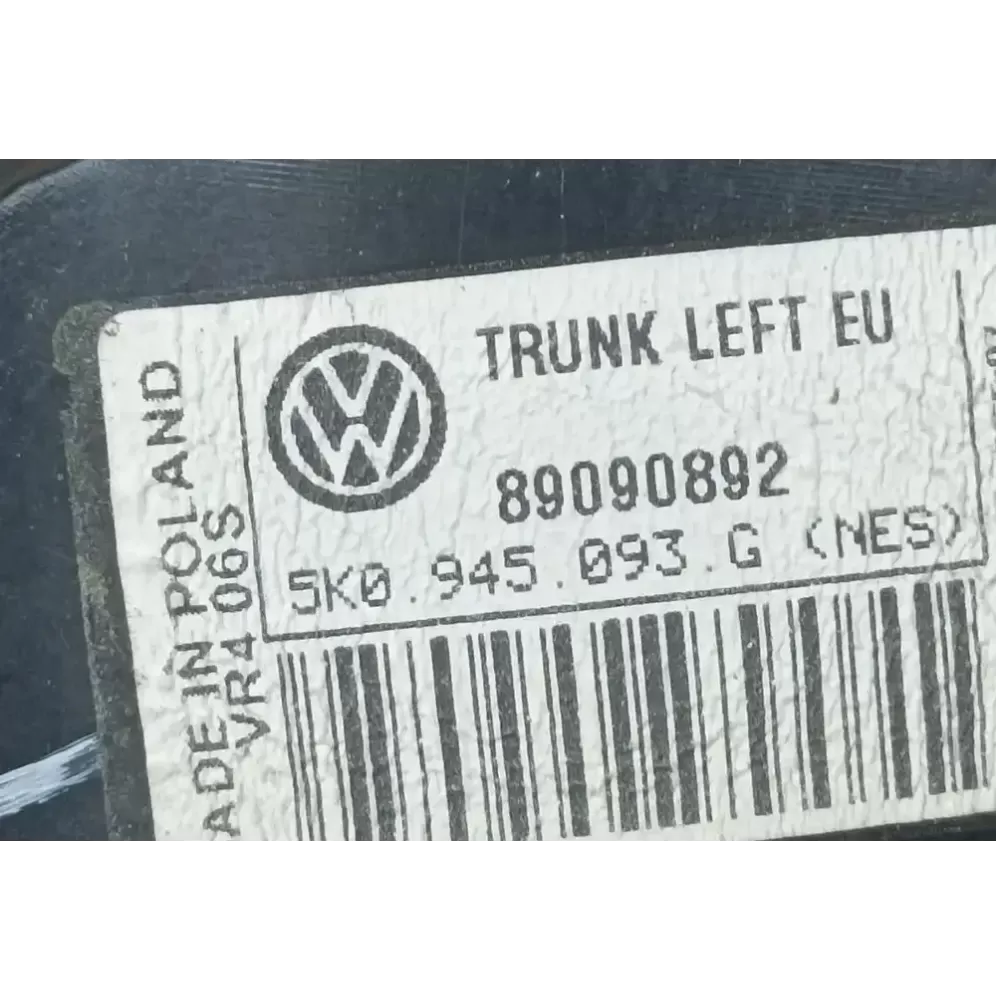 TRUNK LEFT EU
89090892
5K0.945.093.G (NES)
ADE IN POLAND
VR4 06S